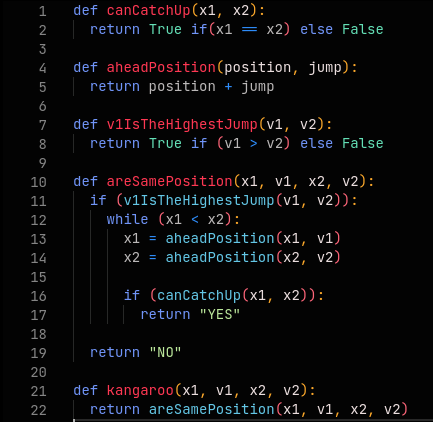 1 def canCatchUp(x1, x2):
2 return True if(x1 == x2) else False
3
4 def aheadPosition(position, jump):
5 return position + jump
6
7 def v1IsTheHighestJump(v1, v2):
8 return True if (v1 > v2) else False
9
10 def areSamePosition(x1, v1, x2, v2):
11 if (v1IsTheHighestJump(v1, v2)):
12 while (x1 < x2):
13 x1 = aheadPosition(x1, v1)
14 x2 = aheadPosition(x2, v2)
15
16 if (canCatchUp(x1, x2)):
17 return "YES"
18
19 return "NO"
20
21 def kangaroo(x1, v1, x2, v2):
22 return areSamePosition(x1, v1, x2, v2)